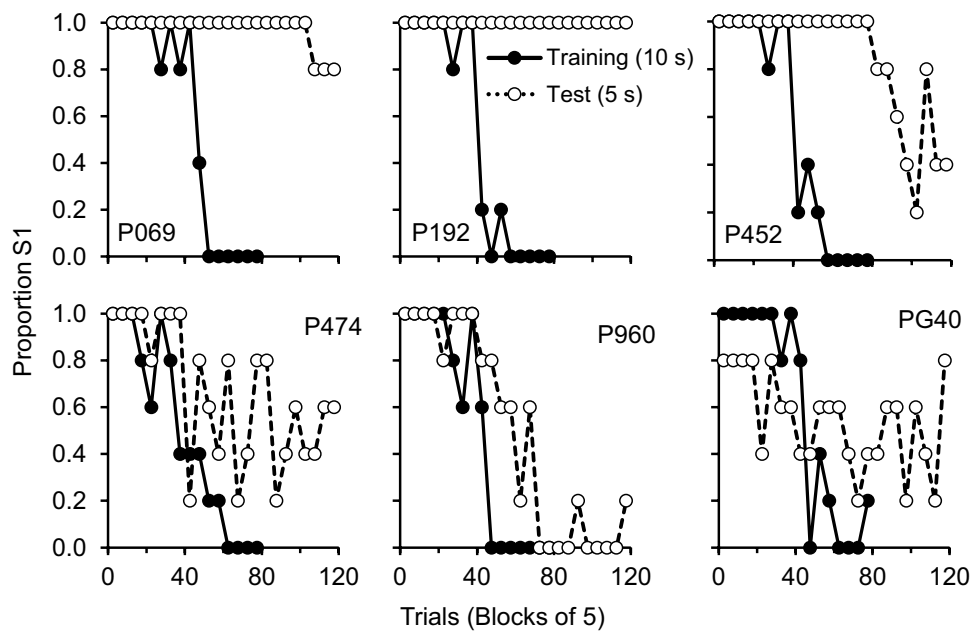 1.0
0.8
0.6
0.4
0.2
0.0
P069
P192
Training (10 s)
Test (5 s)
P452
Proportion S1
1.0
0.8
0.6
0.4
0.2
0.0
P474
P960
PG40
0 40 80 120
0 40 80 120
0 40 80 120
Trials (Blocks of 5)